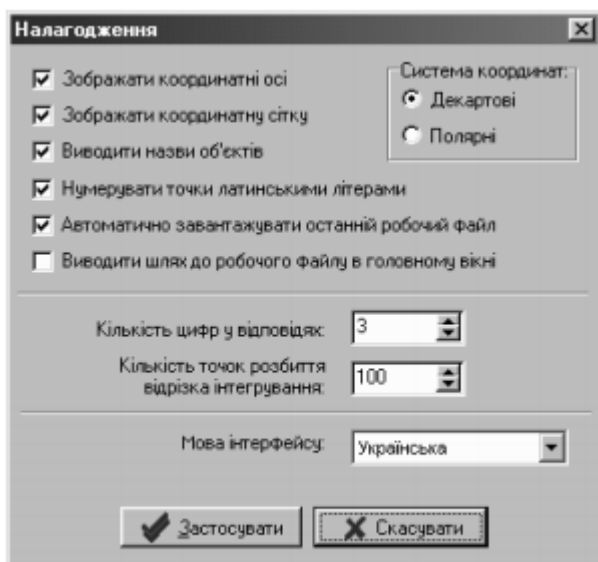 Налагодження
Зображати координатні осі
Зображати координатну сітку
Виводити назви об'єктів
Нумерувати точки латинськими літерами
Автоматично завантажувати останній робочий файл
Виводити шлях до робочого файлу в головному вікні
Система координат:
Декартові
Полярні
Кількість цифр у відповідях: 3
Кількість точок розбиття
відрізка інтегрування: 100
Мова інтерфейсу: Українська
Застосувати Скасувати